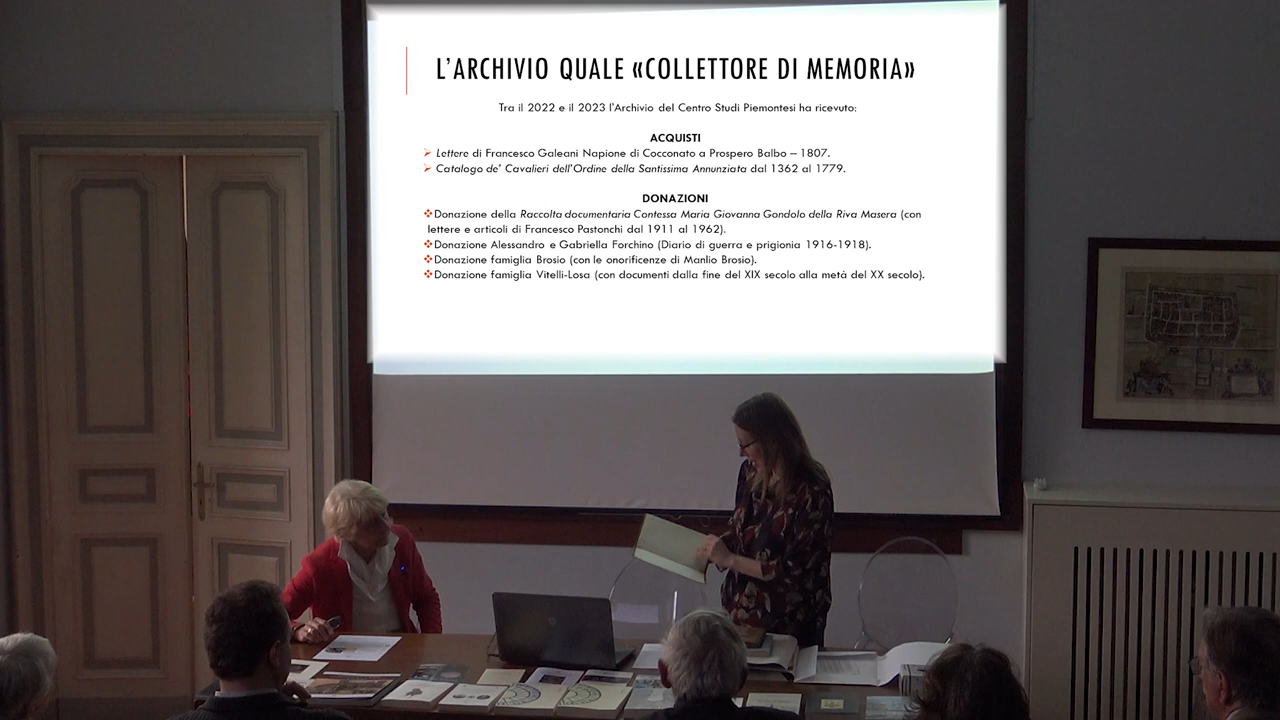 L'ARCHIVIO QUALE «COLLETTORE DI MEMORIA»
Tra il 2022 e il 2023 l'Archivio del Centro Studi Piemontesi ha ricevuto:
ACQUISTI
➢ Lettere di Francesco Galeani Napione di Cocconato a Prospero Balbo – 1807.
➢ Catalogo de' Cavalieri dell'Ordine della Santissima Annunziata dal 1362 al 1779.
DONAZIONI
❖Donazione della Raccolta documentaria Contessa Maria Giovanna Gondolo della Riva Masera (con
lettere e articoli di Francesco Pastonchi dal 1911 al 1962).
❖Donazione Alessandro e Gabriella Forchino (Diario di guerra e prigionia 1916-1918).
❖Donazione famiglia Brosio (con le onorificenze di Manlio Brosio).
❖Donazione famiglia Vitelli-Losa (con documenti dalla fine del XIX secolo alla metà del XX secolo).